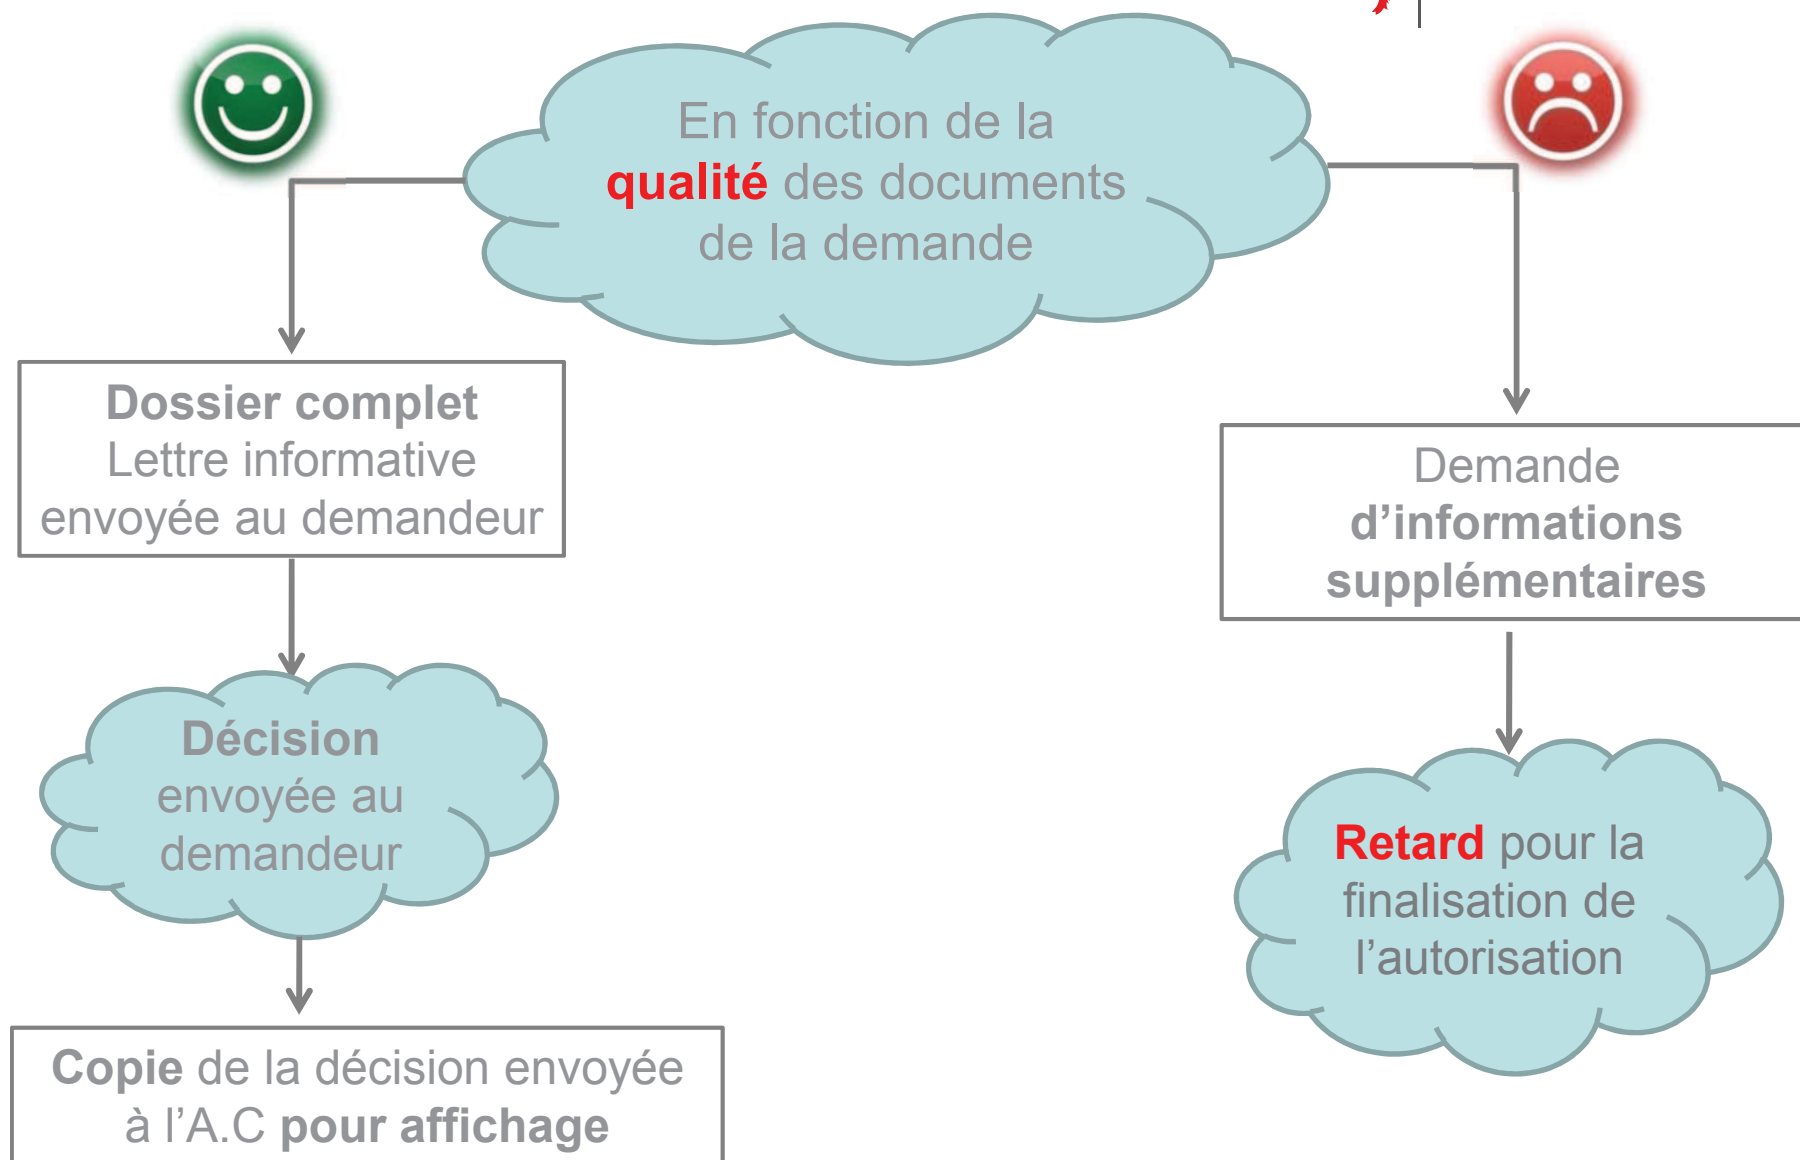 En fonction de la
qualité des documents
de la demande
Dossier complet
Lettre informative
envoyée au demandeur
Décision
envoyée au
demandeur
Copie de la décision envoyée
à l’A.C pour affichage
Demande
d’informations
supplémentaires
Retard pour la
finalisation de
l’autorisation